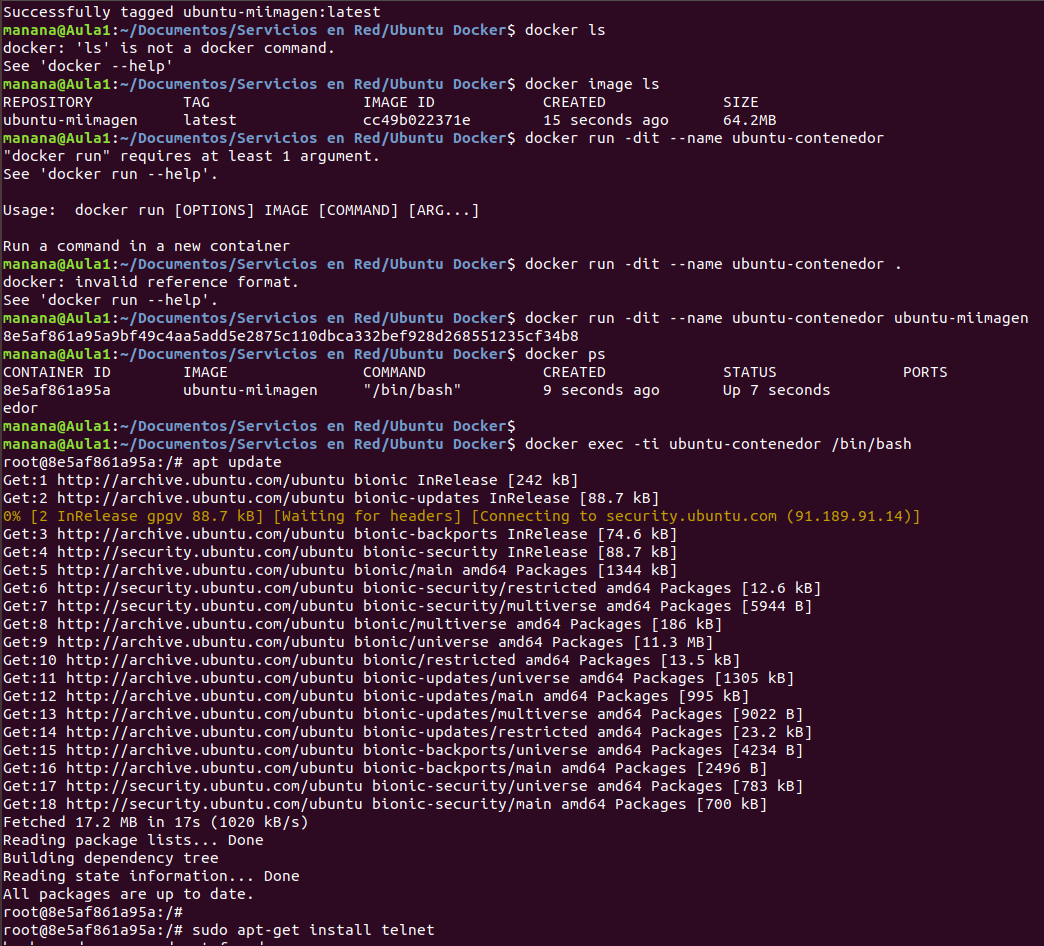 Successfully tagged ubuntu-miimagen:latest
manana@Aula1:~/Documentos/Servicios en Red/Ubuntu Docker$ docker ls
docker: 'ls' is not a docker command.
See 'docker --help'
manana@Aula1:~/Documentos/Servicios en Red/Ubuntu Docker$ docker image ls
REPOSITORY          TAG                 IMAGE ID            CREATED             SIZE
ubuntu-miimagen     latest              cc49b022371e        15 seconds ago      64.2MB
manana@Aula1:~/Documentos/Servicios en Red/Ubuntu Docker$ docker run -dit --name ubuntu-contenedor
"docker run" requires at least 1 argument.
See 'docker run --help'.

Usage:  docker run [OPTIONS] IMAGE [COMMAND] [ARG...]

Run a command in a new container
manana@Aula1:~/Documentos/Servicios en Red/Ubuntu Docker$ docker run -dit --name ubuntu-contenedor .
docker: invalid reference format.
See 'docker run --help'.
manana@Aula1:~/Documentos/Servicios en Red/Ubuntu Docker$ docker run -dit --name ubuntu-contenedor ubuntu-miimagen
8e5af861a95a9bf49c4aa5add5e2875c110dbca332bef928d268551235cf34b8
manana@Aula1:~/Documentos/Servicios en Red/Ubuntu Docker$ docker ps
CONTAINER ID        IMAGE               COMMAND             CREATED             STATUS              PORTS
8e5af861a95a        ubuntu-miimagen     "/bin/bash"         9 seconds ago       Up 7 seconds
edor
manana@Aula1:~/Documentos/Servicios en Red/Ubuntu Docker$
manana@Aula1:~/Documentos/Servicios en Red/Ubuntu Docker$ docker exec -ti ubuntu-contenedor /bin/bash
root@8e5af861a95a:/# apt update
Get:1 http://archive.ubuntu.com/ubuntu bionic InRelease [242 kB]
Get:2 http://archive.ubuntu.com/ubuntu bionic-updates InRelease [88.7 kB]
0% [2 InRelease gpgv 88.7 kB] [Waiting for headers] [Connecting to security.ubuntu.com (91.189.91.14)]
Get:3 http://archive.ubuntu.com/ubuntu bionic-backports InRelease [74.6 kB]
Get:4 http://security.ubuntu.com/ubuntu bionic-security InRelease [88.7 kB]
Get:5 http://archive.ubuntu.com/ubuntu bionic/main amd64 Packages [1344 kB]
Get:6 http://security.ubuntu.com/ubuntu bionic-security/restricted amd64 Packages [12.6 kB]
Get:7 http://security.ubuntu.com/ubuntu bionic-security/multiverse amd64 Packages [5944 B]
Get:8 http://archive.ubuntu.com/ubuntu bionic/multiverse amd64 Packages [186 kB]
Get:9 http://archive.ubuntu.com/ubuntu bionic/universe amd64 Packages [11.3 MB]
Get:10 http://archive.ubuntu.com/ubuntu bionic/restricted amd64 Packages [13.5 kB]
Get:11 http://archive.ubuntu.com/ubuntu bionic-updates/universe amd64 Packages [1305 kB]
Get:12 http://archive.ubuntu.com/ubuntu bionic-updates/main amd64 Packages [995 kB]
Get:13 http://archive.ubuntu.com/ubuntu bionic-updates/multiverse amd64 Packages [9022 B]
Get:14 http://archive.ubuntu.com/ubuntu bionic-updates/restricted amd64 Packages [23.2 kB]
Get:15 http://archive.ubuntu.com/ubuntu bionic-backports/universe amd64 Packages [4234 B]
Get:16 http://archive.ubuntu.com/ubuntu bionic-backports/main amd64 Packages [2496 B]
Get:17 http://security.ubuntu.com/ubuntu bionic-security/universe amd64 Packages [783 kB]
Get:18 http://security.ubuntu.com/ubuntu bionic-security/main amd64 Packages [700 kB]
Fetched 17.2 MB in 17s (1020 kB/s)
Reading package lists... Done
Building dependency tree
Reading state information... Done
All packages are up to date.
root@8e5af861a95a:/#
root@8e5af861a95a:/# sudo apt-get install telnet